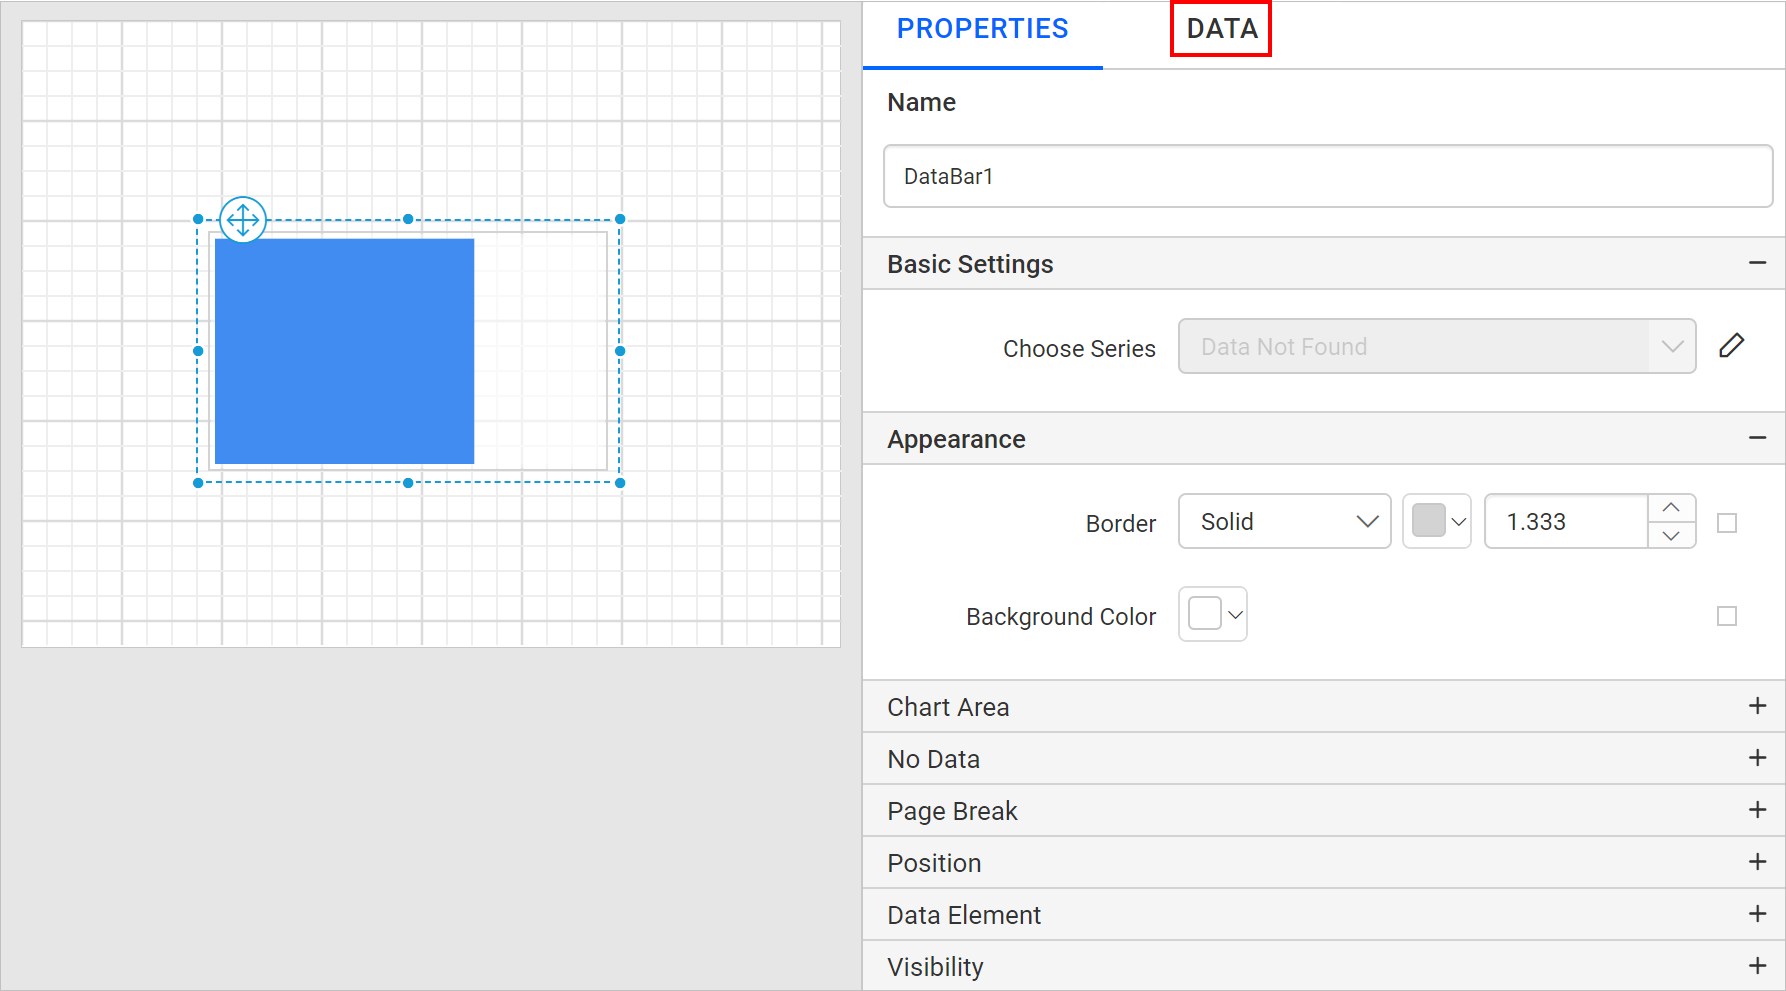 PROPERTIES DATA
Name
DataBar1
Basic Settings
Choose Series Data Not Found
Appearance
Border Solid 1.333
Background Color
Chart Area
No Data
Page Break
Position
Data Element
Visibility